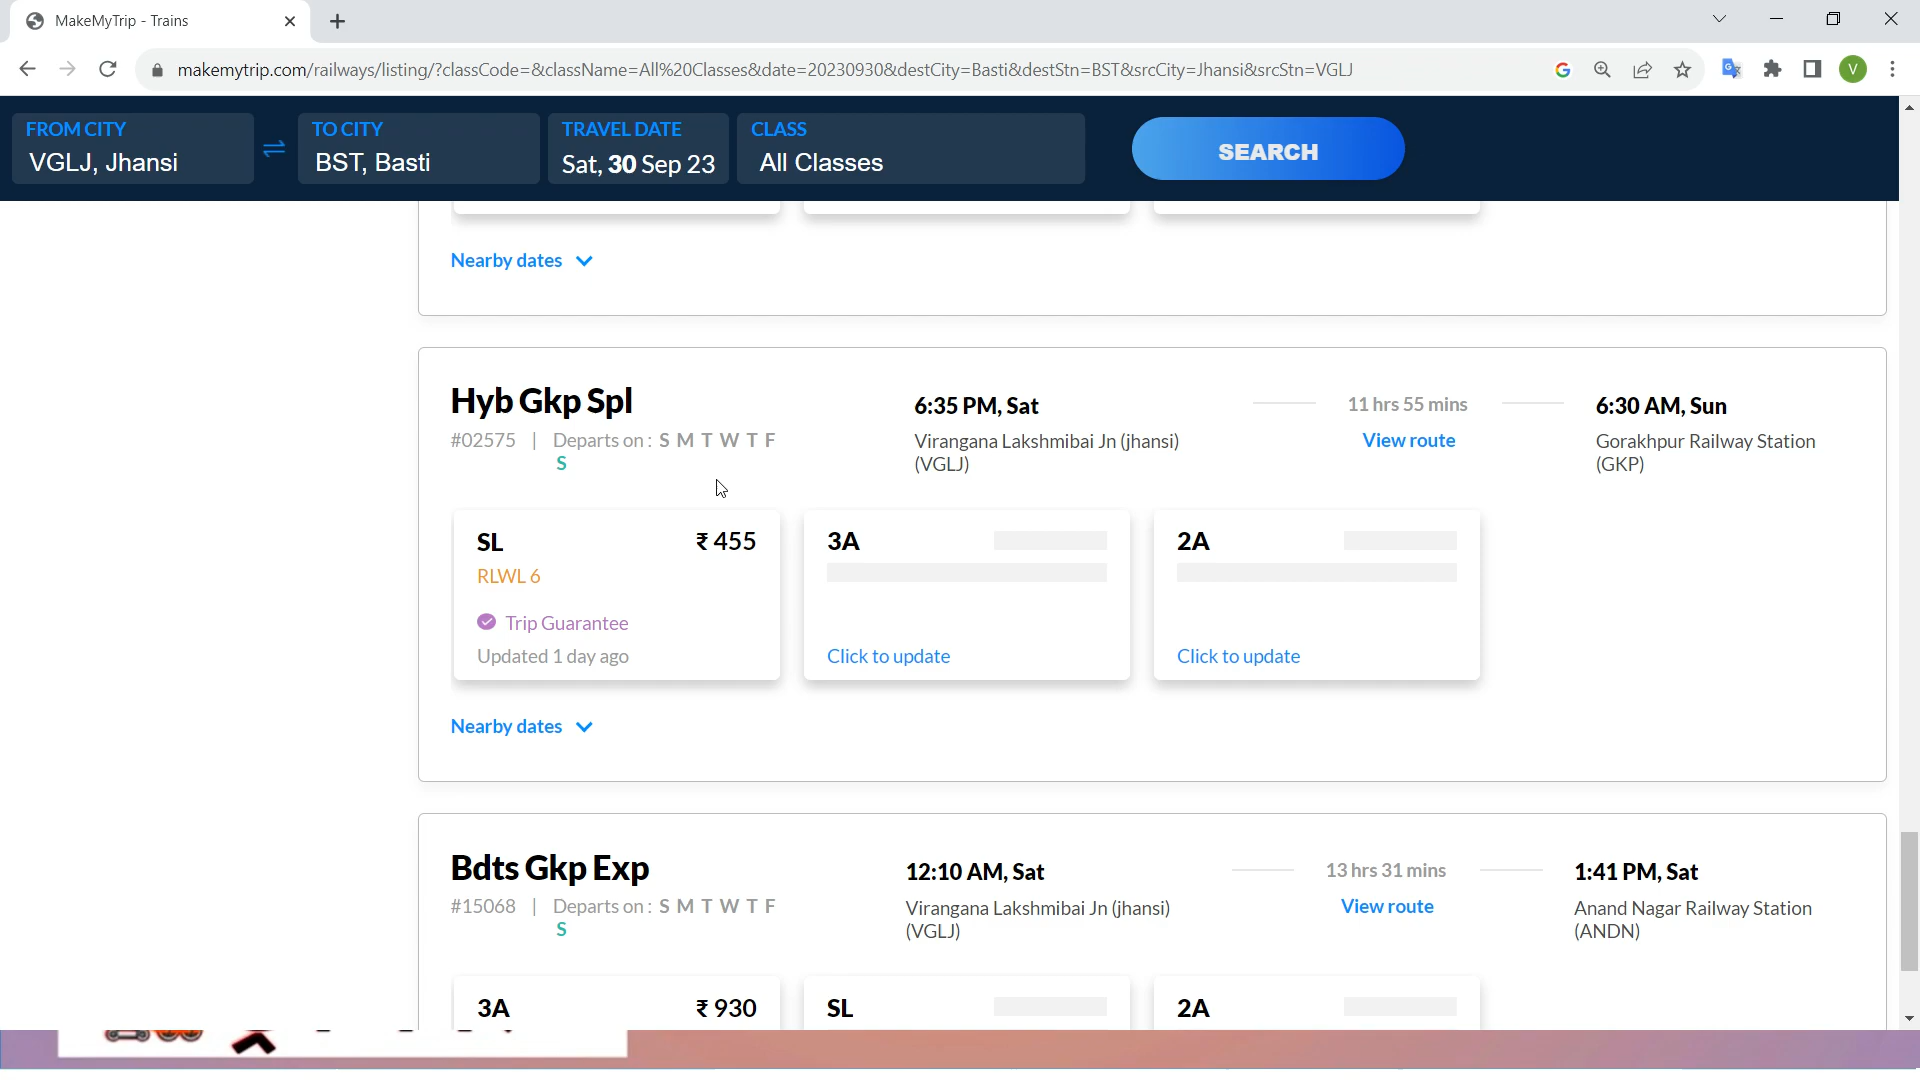 MakeMyTrip - Trains
makemytrip.com/railways/listing/?classCode=&className=All%20Classes&date=20230930&destCity=Basti&destStn=BST&srcCity=Jhansi&srcStn=VGLJ
V
FROM CITY
VGLJ, Jhansi
TO CITY
BST, Basti
TRAVEL DATE
Sat, 30 Sep 23
CLASS
All Classes
SEARCH
Nearby dates
Hyb Gkp Spl
#02575 | Departs on: S M T W T F
S
6:35 PM, Sat
Virangana Lakshmibai Jn (jhansi)
(VGLJ)
11 hrs 55 mins
View route
6:30 AM, Sun
Gorakhpur Railway Station
(GKP)
SL ₹ 455
RLWL 6
Trip Guarantee
Updated 1 day ago
3A
Click to update
2A
Click to update
Nearby dates
Bdts Gkp Exp
#15068 | Departs on: S M T W T F
S
12:10 AM, Sat
Virangana Lakshmibai Jn (jhansi)
(VGLJ)
13 hrs 31 mins
View route
1:41 PM, Sat
Anand Nagar Railway Station
(ANDN)
3A ₹ 930
SL
2A